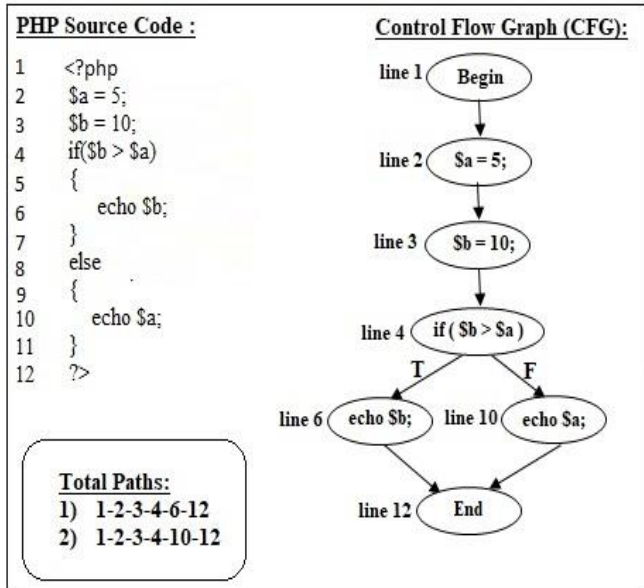 PHP Source Code :
1 <?php
2 $a = 5;
3 $b = 10;
4 if($b > $a)
5 {
6 echo $b;
7 }
8 else
9 {
10 echo $a;
11 }
12 ?>
Total Paths:
1) 1-2-3-4-6-12
2) 1-2-3-4-10-12
Control Flow Graph (CFG):
line 1 Begin
line 2 $a = 5;
line 3 $b = 10;
line 4 if ( $b > $a )
T F
line 6 echo $b; line 10 echo $a;
line 12 End